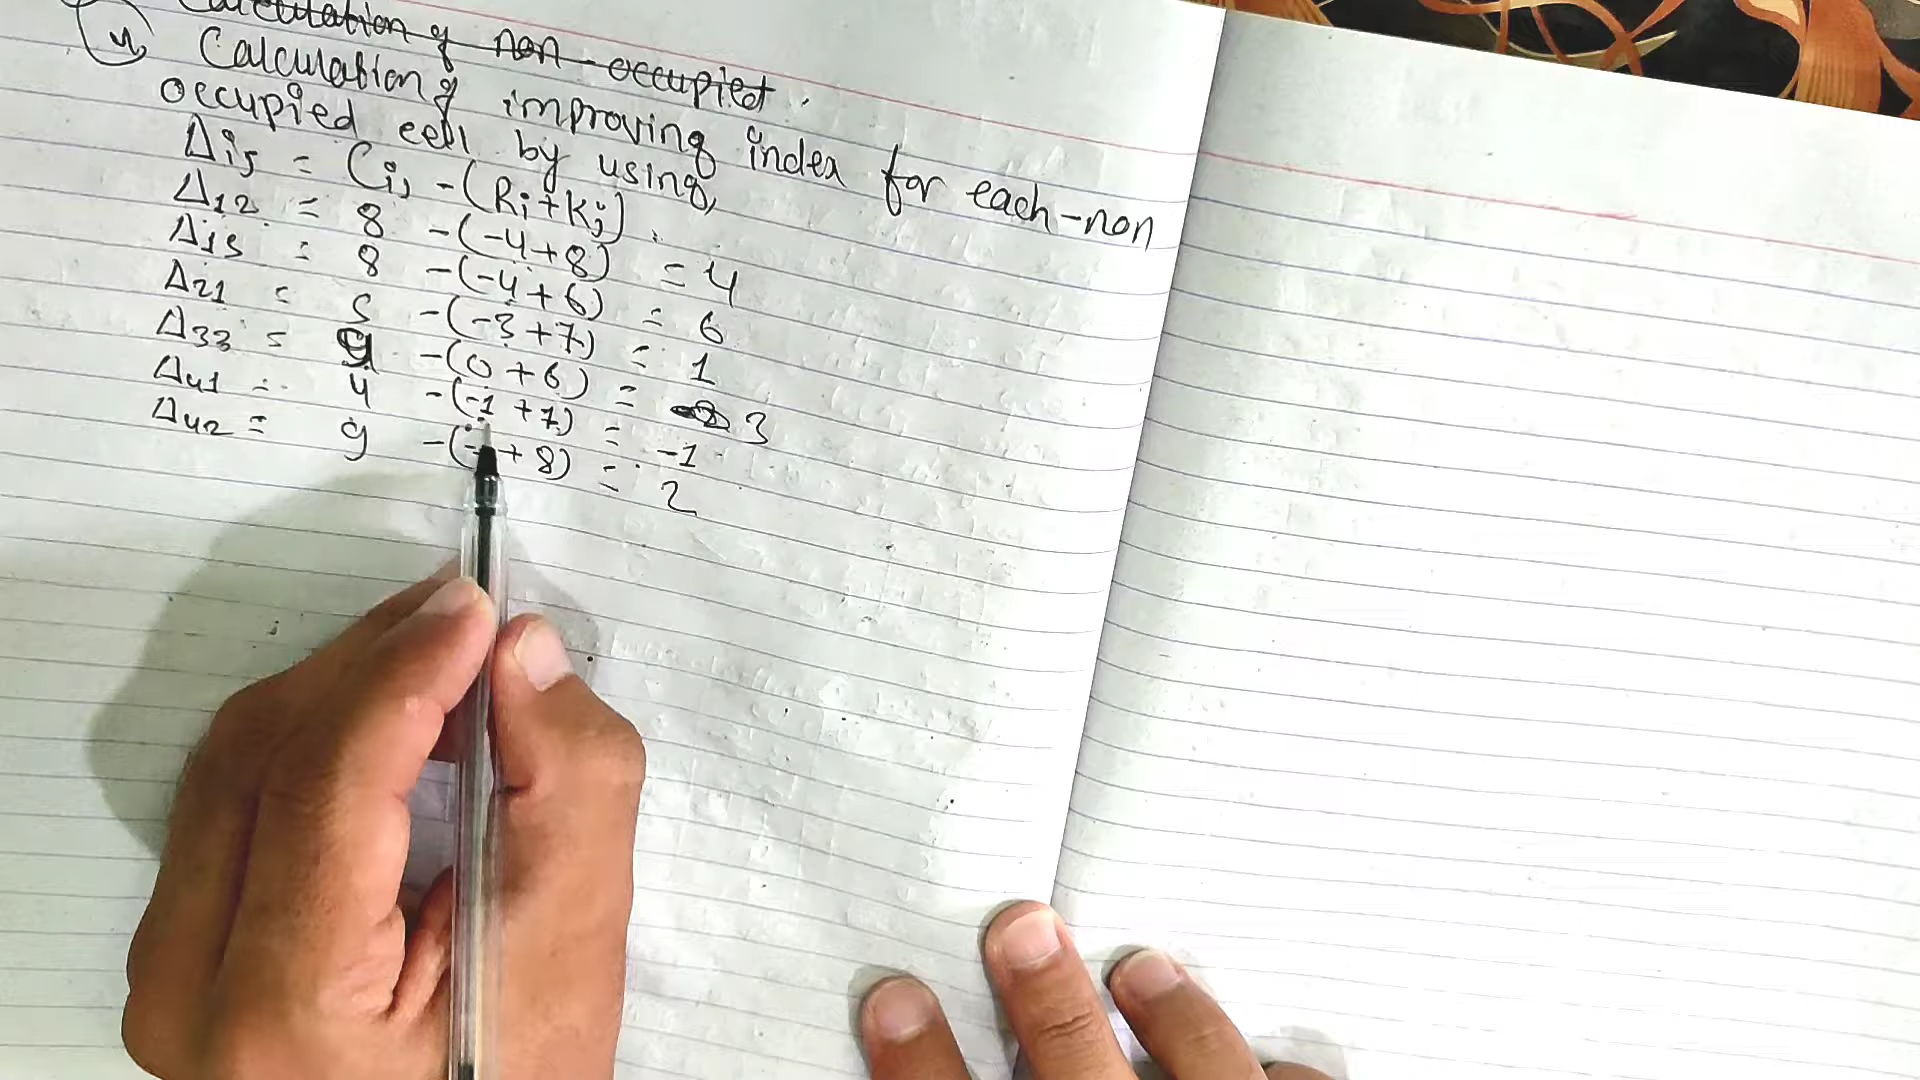 Calculation of non-occupied
Calculation of improving index for each-non
occupied cell by using,
Δij = Cij -(Ri+Kj)
Δ12 = 8 -(-4+8) = 4
Δ13 = 8 -(-4+6) = 6
Δ21 = 5 -(-3+7) = 1
Δ33 = 9 -(0+6) = 3
Δ41 = 4 -(-1+7) = -1
Δ42 = 9 -(- +8) = 2